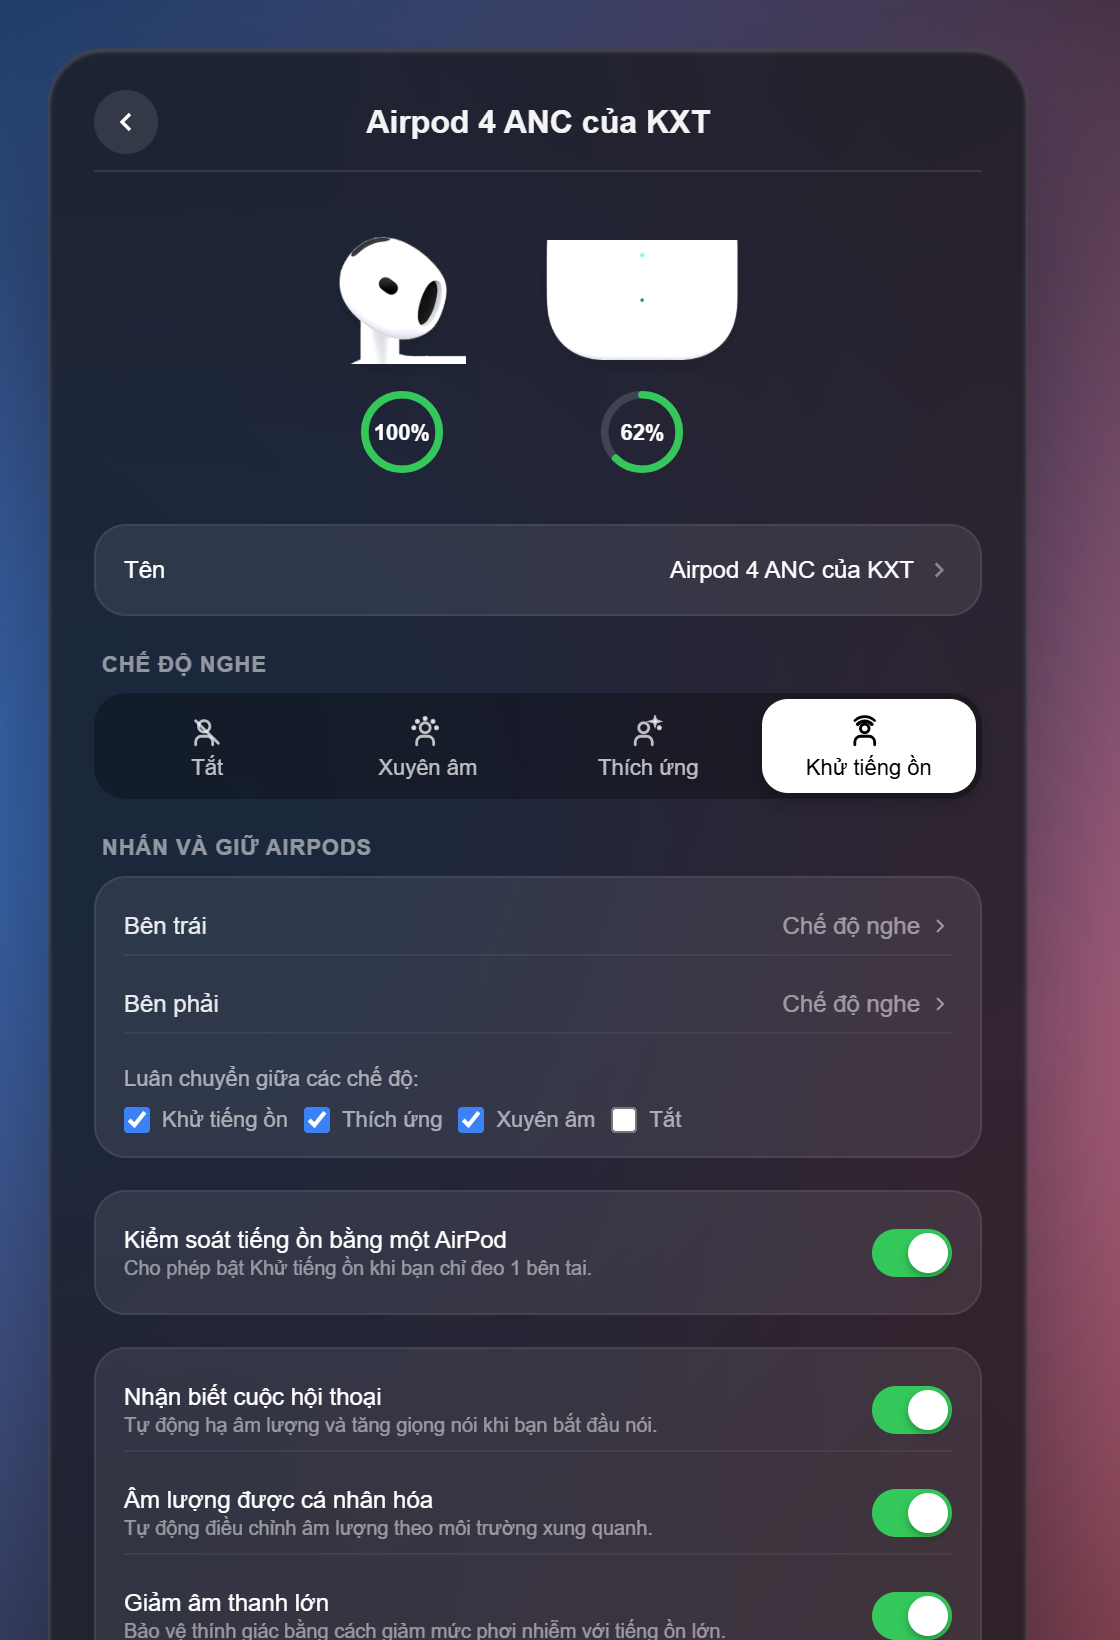 Airpod 4 ANC của KXT
100%
62%
Tên
Airpod 4 ANC của KXT
CHẾ ĐỘ NGHE
Tắt
Xuyên âm
Thích ứng
Khử tiếng ồn
NHẤN VÀ GIỮ AIRPODS
Bên trái
Chế độ nghe
Bên phải
Chế độ nghe
Luân chuyển giữa các chế độ:
Khử tiếng ồn
Thích ứng
Xuyên âm
Tắt
Kiểm soát tiếng ồn bằng một AirPod
Cho phép bật Khử tiếng ồn khi bạn chỉ đeo 1 bên tai.
Nhận biết cuộc hội thoại
Tự động hạ âm lượng và tăng giọng nói khi bạn bắt đầu nói.
Âm lượng được cá nhân hóa
Tự động điều chỉnh âm lượng theo môi trường xung quanh.
Giảm âm thanh lớn
Bảo vệ thính giác bằng cách giảm mức phơi nhiễm với tiếng ồn lớn.